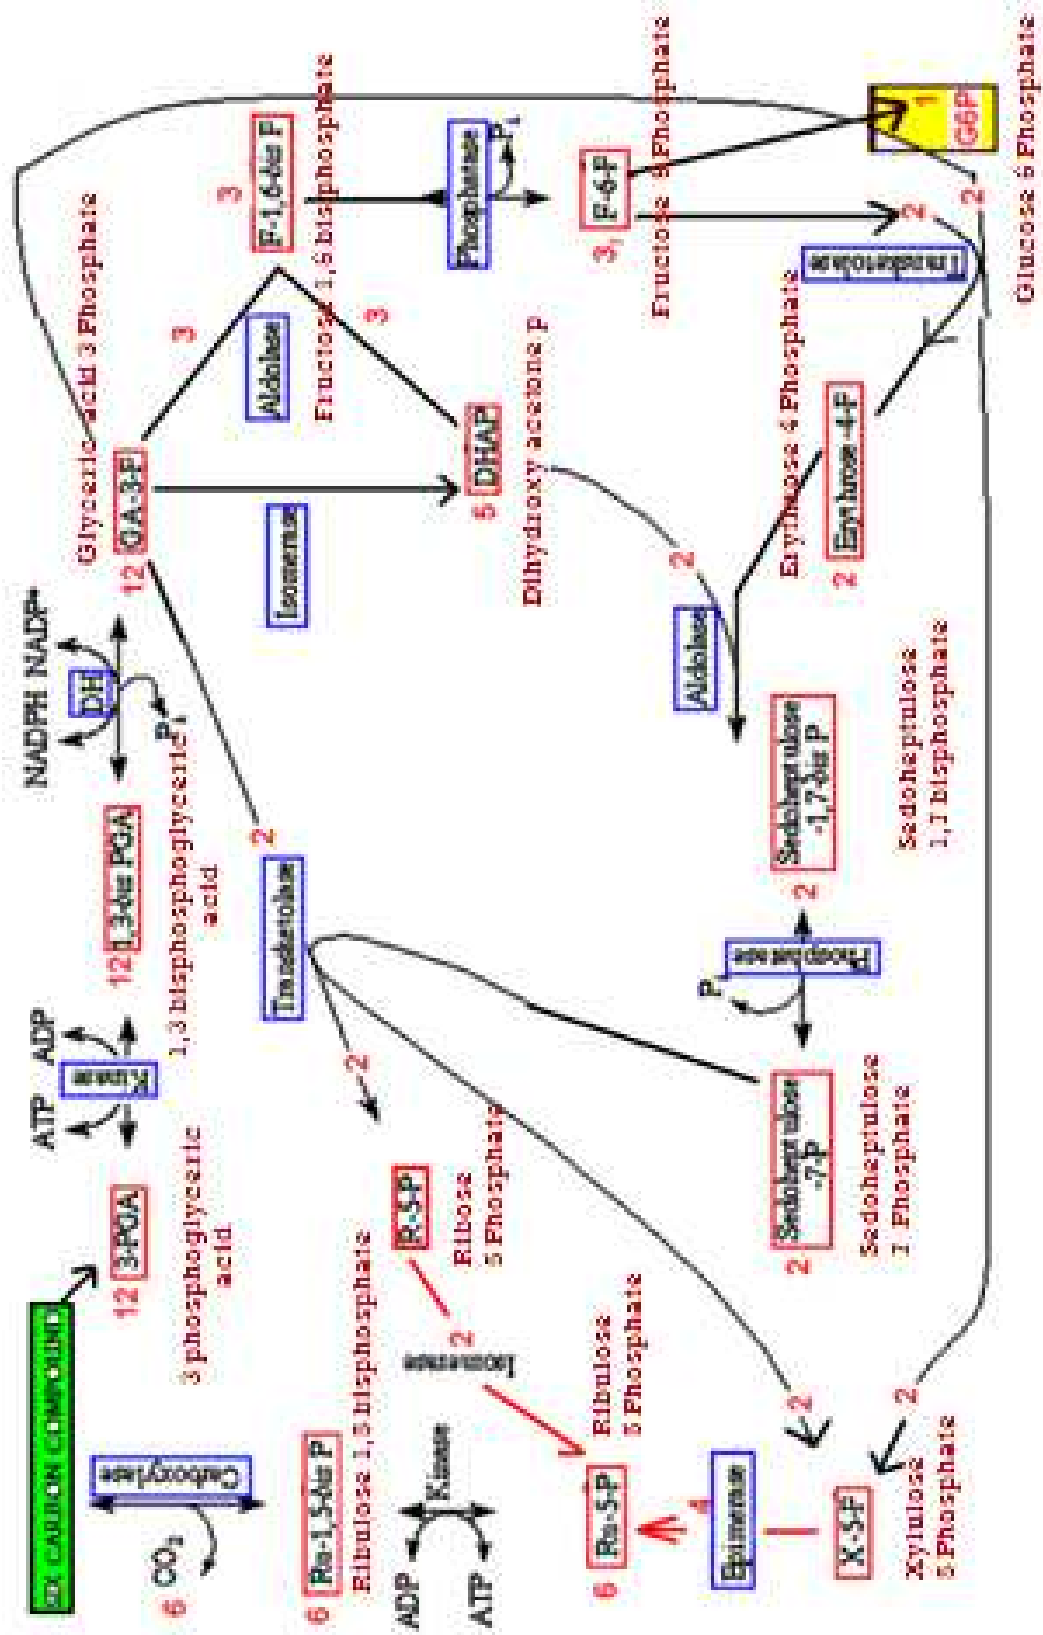 SIX CARBON COMPOUND
6 CO₂
Carboxylase
12 3-PGA
3 phosphoglyceric
acid
ATP ADP
Kinase
12 1,3-bis PGA
1,3 bisphosphoglyceric
acid
NADPH NADP+
DH
Pi
12 GA-3-P
Glyceric acid 3 Phosphate
6 Ru-1,5-bis P
Ribulose 1,5 bisphosphate
ADP
ATP
Kinase
Isomerase
2
R-5-P
Ribose
5 Phosphate
2
Transketolase
2
Isomerase
Aldolase
3
3
3
F-1,6-bis P
Fructose 1,6 bisphosphate
5 DHAP
Dihydroxy acetone P
Phosphatase
Pi
6 Ru-5-P
Ribulose
5 Phosphate
3, F-6-P
Fructose 6 Phosphate
4
Epimerase
Aldolase
2
X-5-P
Xylulose
5 Phosphate
2
2
2 Sedoheptulose
-7-P
Sedoheptulose
7 Phosphate
P
Phosphatase
2 Sedoheptulose
-1,7-bis P
Sedoheptulose
1,7 bisphosphate
2 Erythrose-4-P
Erythrose 4 Phosphate
Transketolase
2
2
1
G6P
Glucose 6 Phosphate